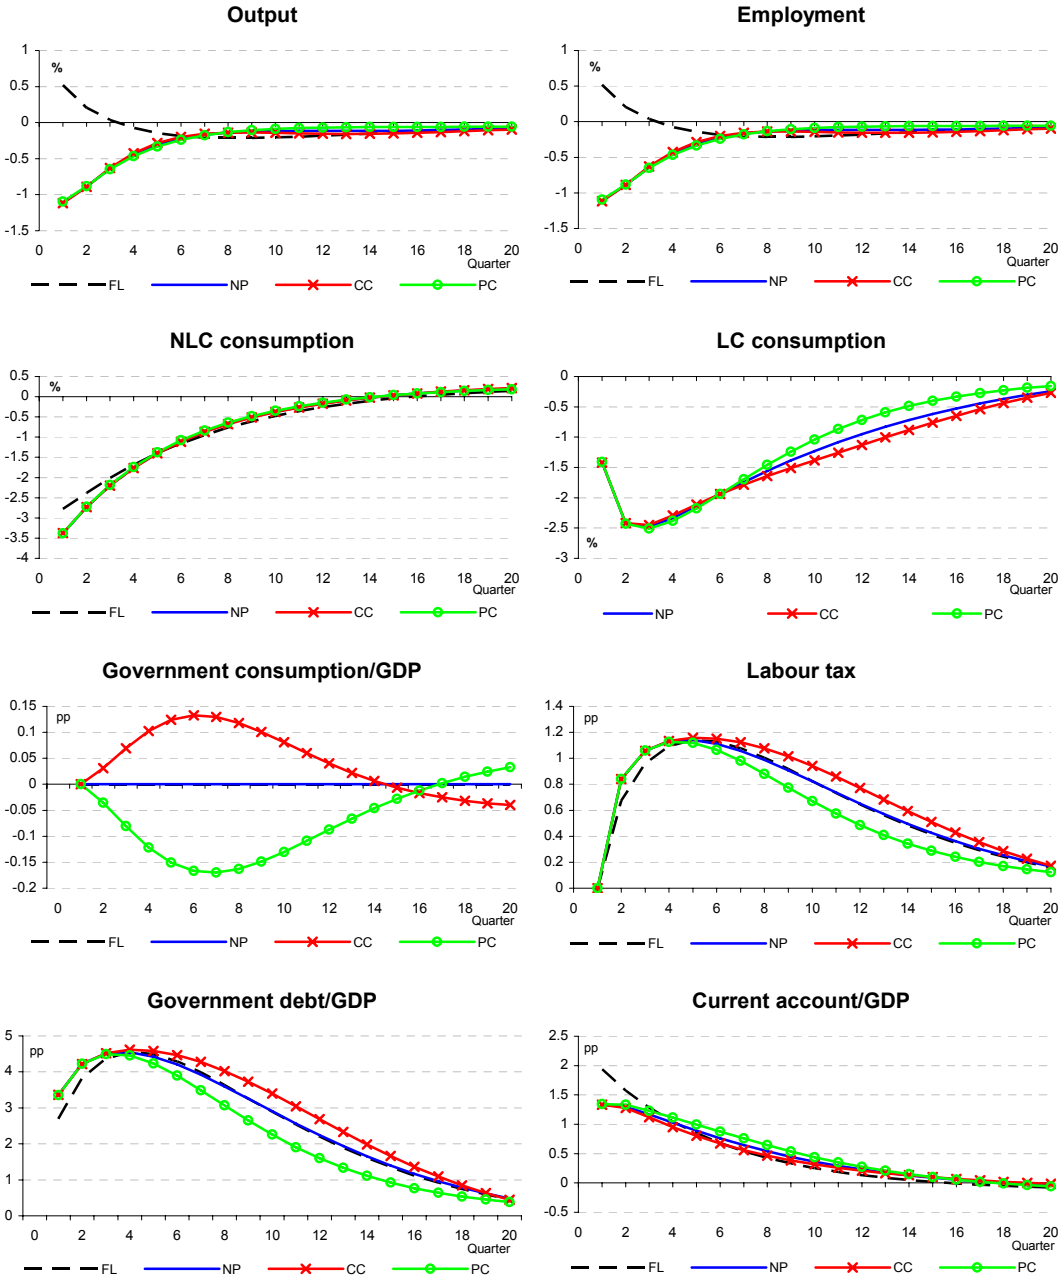 Output
%
1
0.5
0
-0.5
-1
-1.5
0 2 4 6 8 10 12 14 16 18 20
Quarter
FL NP CC PC
Employment
%
1
0.5
0
-0.5
-1
-1.5
0 2 4 6 8 10 12 14 16 18 20
Quarter
FL NP CC PC
NLC consumption
%
0.5
0
-0.5
-1
-1.5
-2
-2.5
-3
-3.5
-4
0 2 4 6 8 10 12 14 16 18 20
Quarter
FL NP CC PC
LC consumption
0
-0.5
-1
-1.5
-2
-2.5
-3
%
0 2 4 6 8 10 12 14 16 18 20
Quarter
NP CC PC
Government consumption/GDP
pp
0.15
0.1
0.05
0
-0.05
-0.1
-0.15
-0.2
0 2 4 6 8 10 12 14 16 18 20
Quarter
FL NP CC PC
Labour tax
pp
1.4
1.2
1
0.8
0.6
0.4
0.2
0
0 2 4 6 8 10 12 14 16 18 20
Quarter
FL NP CC PC
Government debt/GDP
pp
5
4
3
2
1
0
0 2 4 6 8 10 12 14 16 18 20
Quarter
FL NP CC PC
Current account/GDP
pp
2.5
2
1.5
1
0.5
0
-0.5
0 2 4 6 8 10 12 14 16 18 20
Quarter
FL NP CC PC